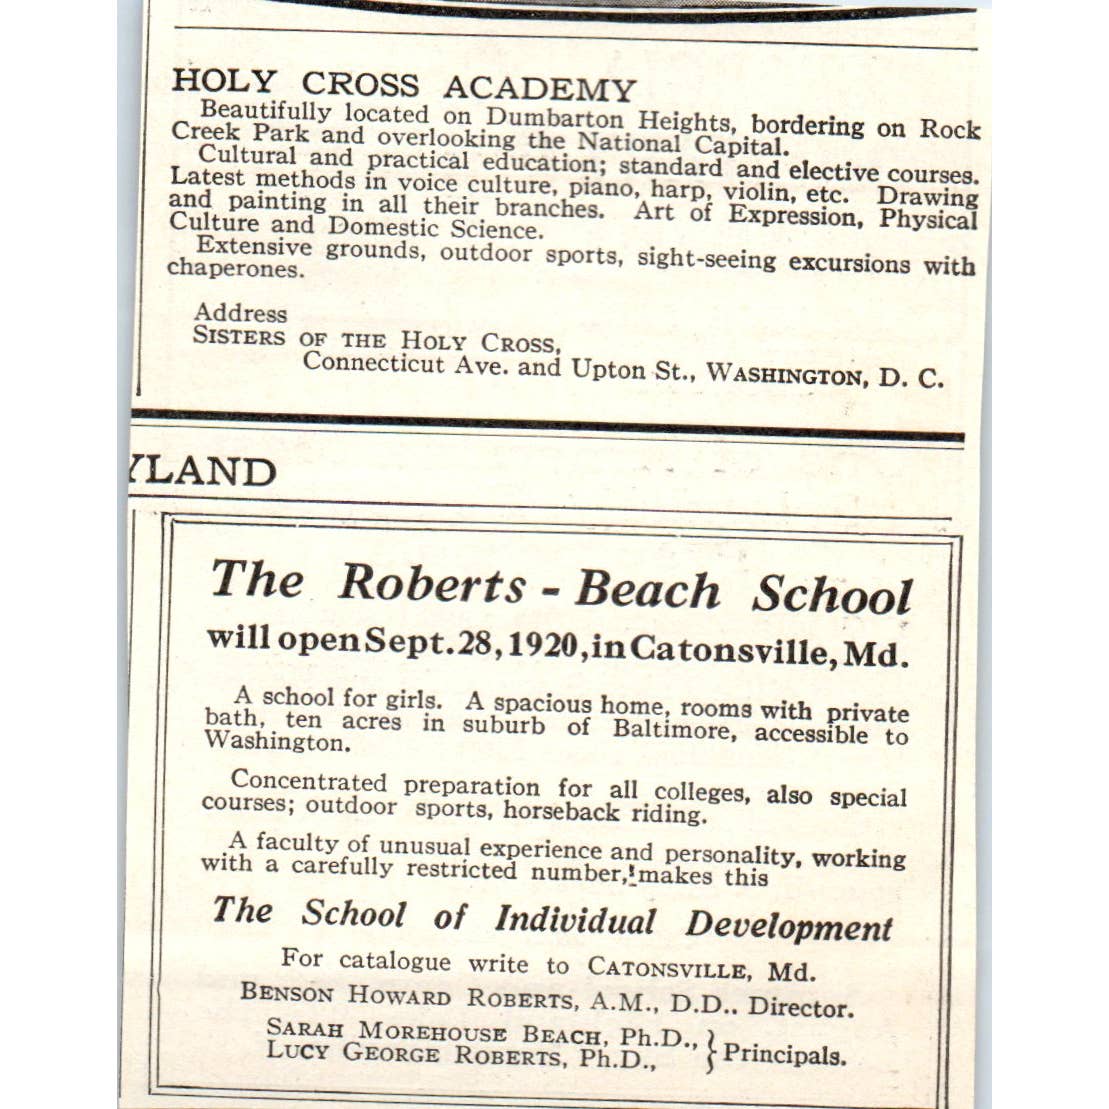 HOLY CROSS ACADEMY
Beautifully located on Dumbarton Heights, bordering on Rock
Creek Park and overlooking the National Capital.
Cultural and practical education; standard and elective courses.
Latest methods in voice culture, piano, harp, violin, etc. Drawing
and painting in all their branches. Art of Expression, Physical
Culture and Domestic Science.
Extensive grounds, outdoor sports, sight-seeing excursions with
chaperones.
Address
SISTERS OF THE HOLY CROSS,
Connecticut Ave. and Upton St., WASHINGTON, D. C.
YLAND
The Roberts - Beach School
will open Sept. 28, 1920, in Catonsville, Md.
A school for girls. A spacious home, rooms with private
bath, ten acres in suburb of Baltimore, accessible to
Washington.
Concentrated preparation for all colleges, also special
courses; outdoor sports, horseback riding.
A faculty of unusual experience and personality, working
with a carefully restricted number, makes this
The School of Individual Development
For catalogue write to CATONSVILLE, Md.
BENSON HOWARD ROBERTS, A.M., D.D.. Director.
SARAH MOREHOUSE BEACH, Ph.D., } Principals.
LUCY GEORGE ROBERTS, Ph.D.,